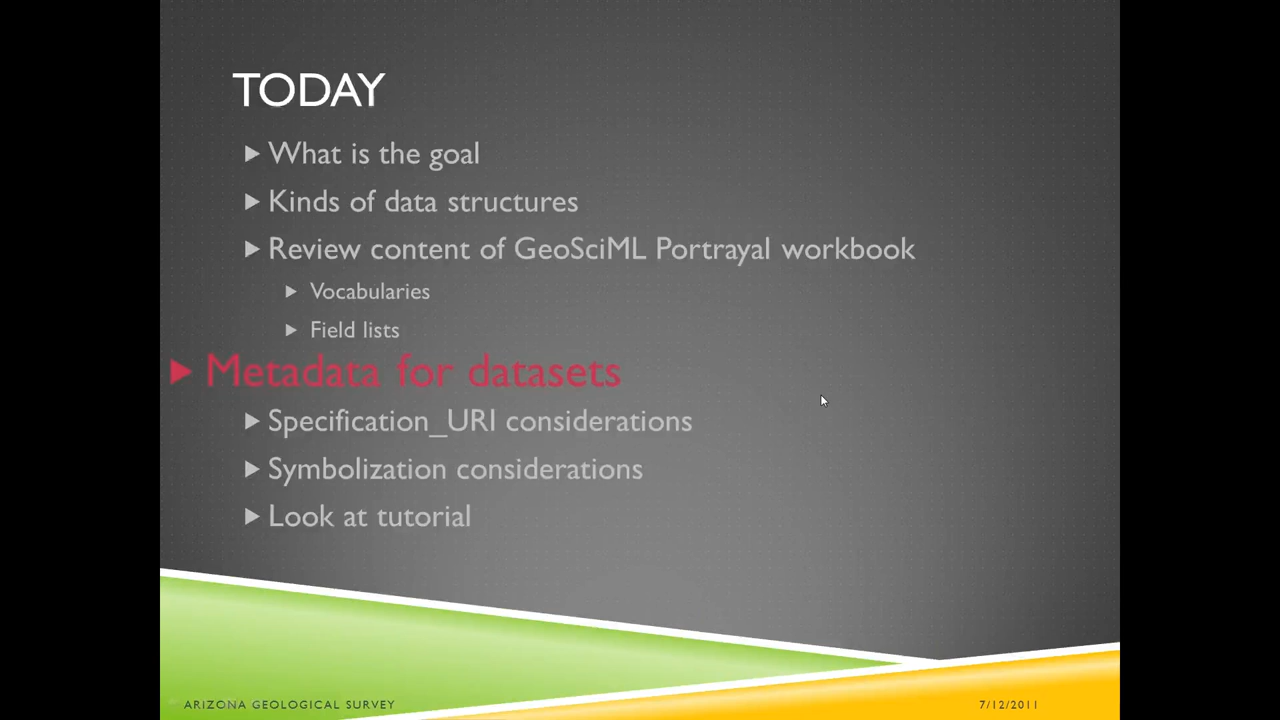 TODAY
What is the goal
Kinds of data structures
Review content of GeoSciML Portrayal workbook
Vocabularies
Field lists
Metadata for datasets
Specification_URI considerations
Symbolization considerations
Look at tutorial
ARIZONA GEOLOGICAL SURVEY
7/12/2011